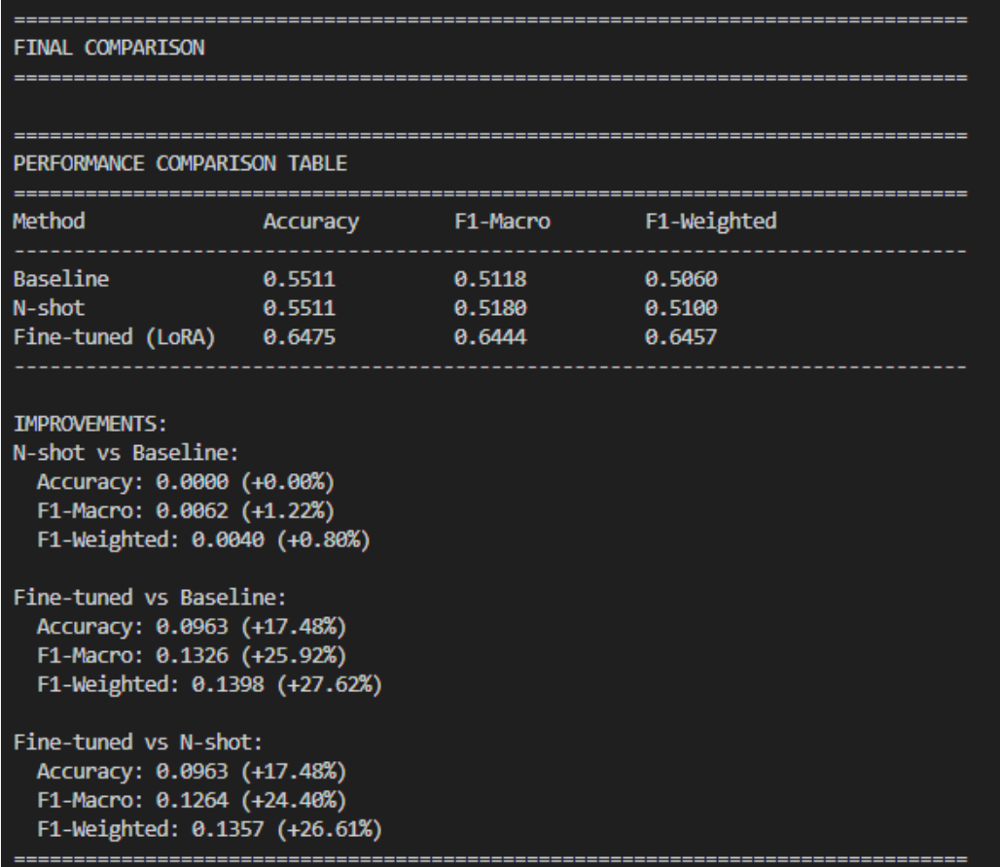 ================================================================================
FINAL COMPARISON
================================================================================
================================================================================
PERFORMANCE COMPARISON TABLE
================================================================================
Method Accuracy F1-Macro F1-Weighted
--------------------------------------------------------------------------------
Baseline 0.5511 0.5118 0.5060
N-shot 0.5511 0.5180 0.5100
Fine-tuned (LoRA) 0.6475 0.6444 0.6457
--------------------------------------------------------------------------------
IMPROVEMENTS:
N-shot vs Baseline:
Accuracy: 0.0000 (+0.00%)
F1-Macro: 0.0062 (+1.22%)
F1-Weighted: 0.0040 (+0.80%)
Fine-tuned vs Baseline:
Accuracy: 0.0963 (+17.48%)
F1-Macro: 0.1326 (+25.92%)
F1-Weighted: 0.1398 (+27.62%)
Fine-tuned vs N-shot:
Accuracy: 0.0963 (+17.48%)
F1-Macro: 0.1264 (+24.40%)
F1-Weighted: 0.1357 (+26.61%)
================================================================================